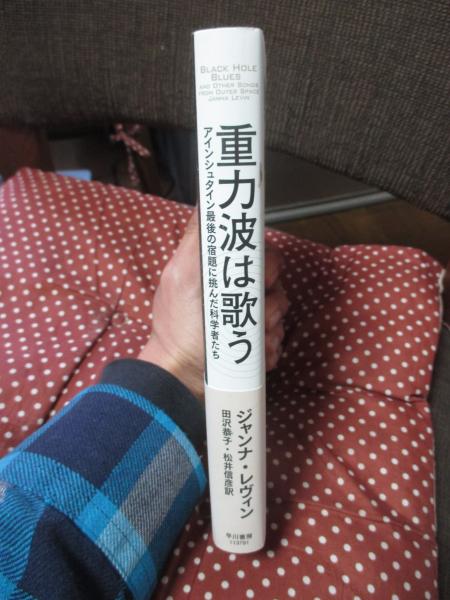 BLACK HOLE
BLUES
AND OTHER SONGS
FROM OUTER SPACE
JANNA LEVIN
重力波は歌う
アインシュタイン最後の宿題に挑んだ科学者たち
ジャンナ・レヴィン
田沢恭子・松井信彦訳
早川書房
113791